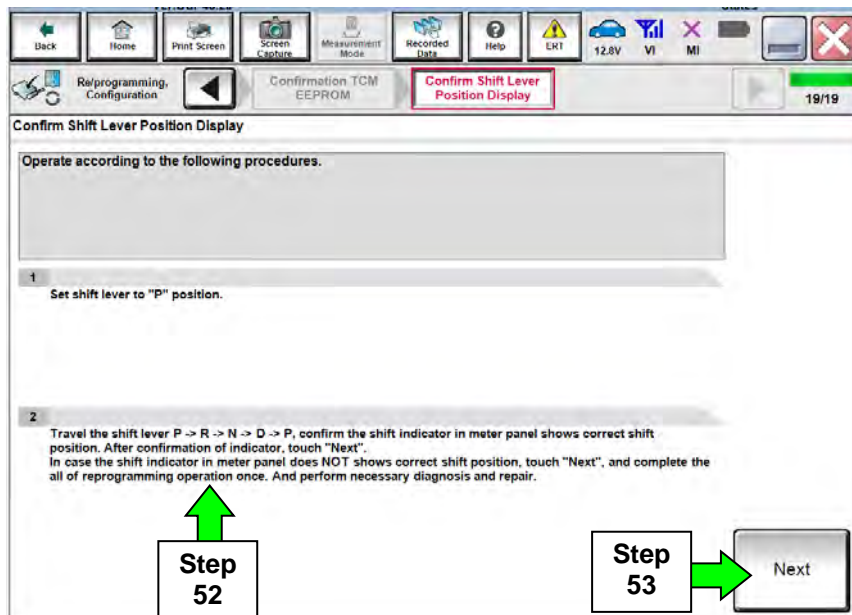 Back
Home
Print Screen
Screen
Capture
Measurement
Mode
Recorded
Data
Help
ERT
12.8V
VI
MI
Re/programming,
Configuration
Confirmation TCM
EEPROM
Confirm Shift Lever
Position Display
19/19
Confirm Shift Lever Position Display
Operate according to the following procedures.
1
Set shift lever to "P" position.
2
Travel the shift lever P -> R -> N -> D -> P, confirm the shift indicator in meter panel shows correct shift
position. After confirmation of indicator, touch "Next".
In case the shift indicator in meter panel does NOT shows correct shift position, touch "Next", and complete the
all of reprogramming operation once. And perform necessary diagnosis and repair.
Step
52
Step
53
Next